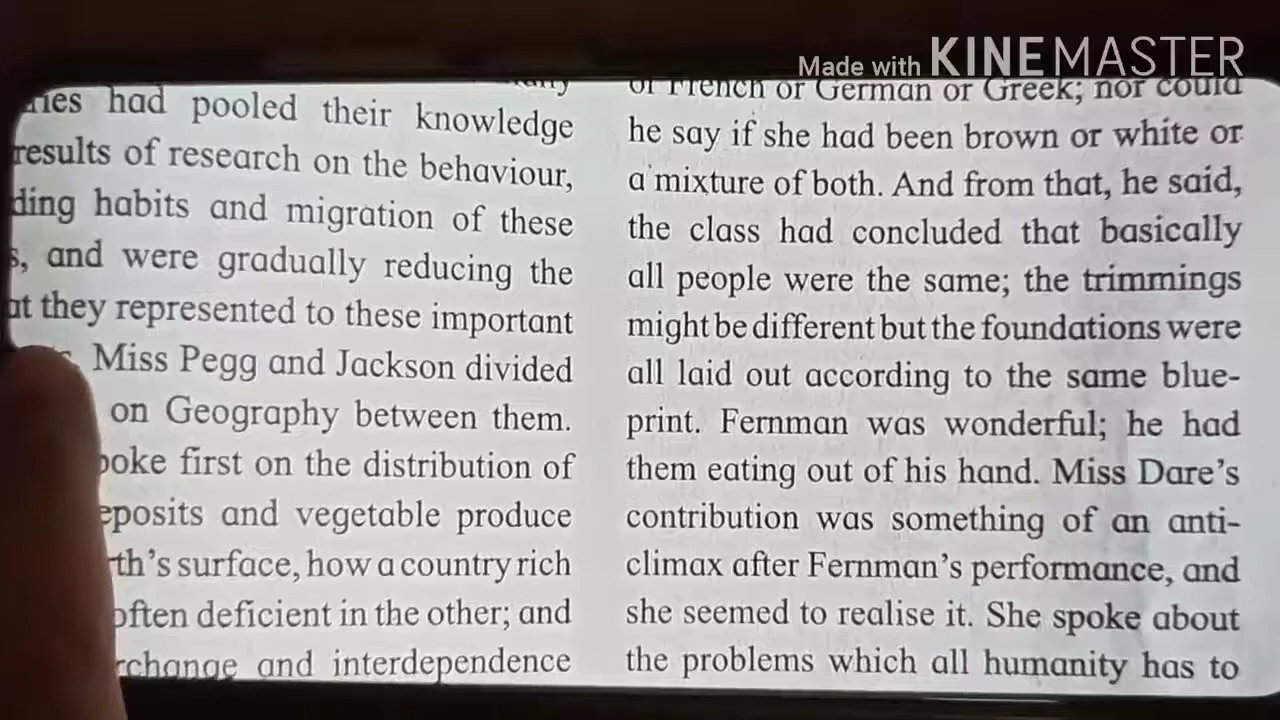 Made with KINEMASTER
had pooled their knowledge
results of research on the behaviour,
habits and migration of these
and were gradually reducing the
they represented to these important
Miss Pegg and Jackson divided
on Geography between them.
first on the distribution of
and vegetable produce
surface, how a country rich
often deficient in the other; and
and interdependence
of French or German or Greek; nor could
he say if she had been brown or white or
a mixture of both. And from that, he said,
the class had concluded that basically
all people were the same; the trimmings
might be different but the foundations were
all laid out according to the same blue-
print. Fernman was wonderful; he had
them eating out of his hand. Miss Dare's
contribution was something of an anti-
climax after Fernman's performance, and
she seemed to realise it. She spoke about
the problems which all humanity has to